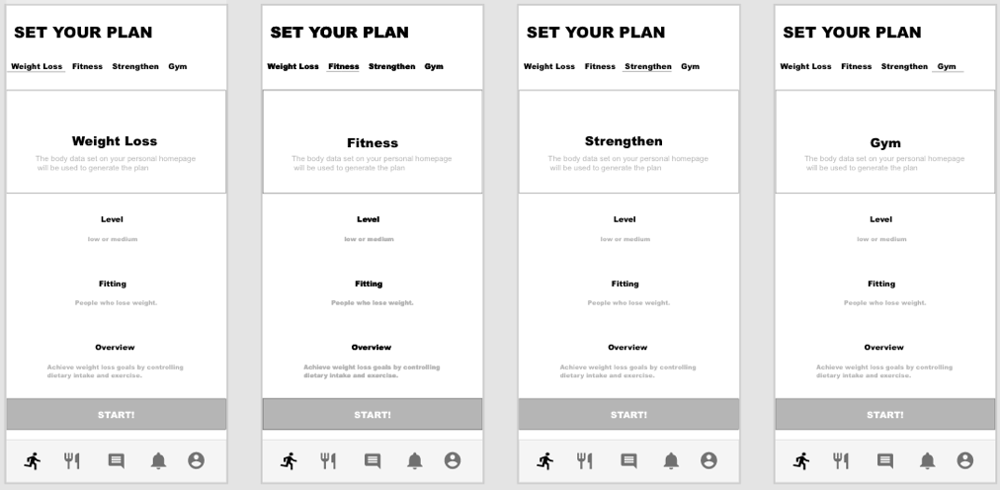 SET YOUR PLAN
Weight Loss Fitness Strengthen Gym
Weight Loss
The body data set on your personal homepage
will be used to generate the plan
Level
low or medium
Fitting
People who lose weight.
Overview
Achieve weight loss goals by controlling
dietary intake and exercise.
START!
SET YOUR PLAN
Weight Loss Fitness Strengthen Gym
Fitness
The body data set on your personal homepage
will be used to generate the plan
Level
low or medium
Fitting
People who lose weight.
Overview
Achieve weight loss goals by controlling
dietary intake and exercise.
START!
SET YOUR PLAN
Weight Loss Fitness Strengthen Gym
Strengthen
The body data set on your personal homepage
will be used to generate the plan
Level
low or medium
Fitting
People who lose weight.
Overview
Achieve weight loss goals by controlling
dietary intake and exercise.
START!
SET YOUR PLAN
Weight Loss Fitness Strengthen Gym
Gym
The body data set on your personal homepage
will be used to generate the plan
Level
low or medium
Fitting
People who lose weight.
Overview
Achieve weight loss goals by controlling
dietary intake and exercise.
START!